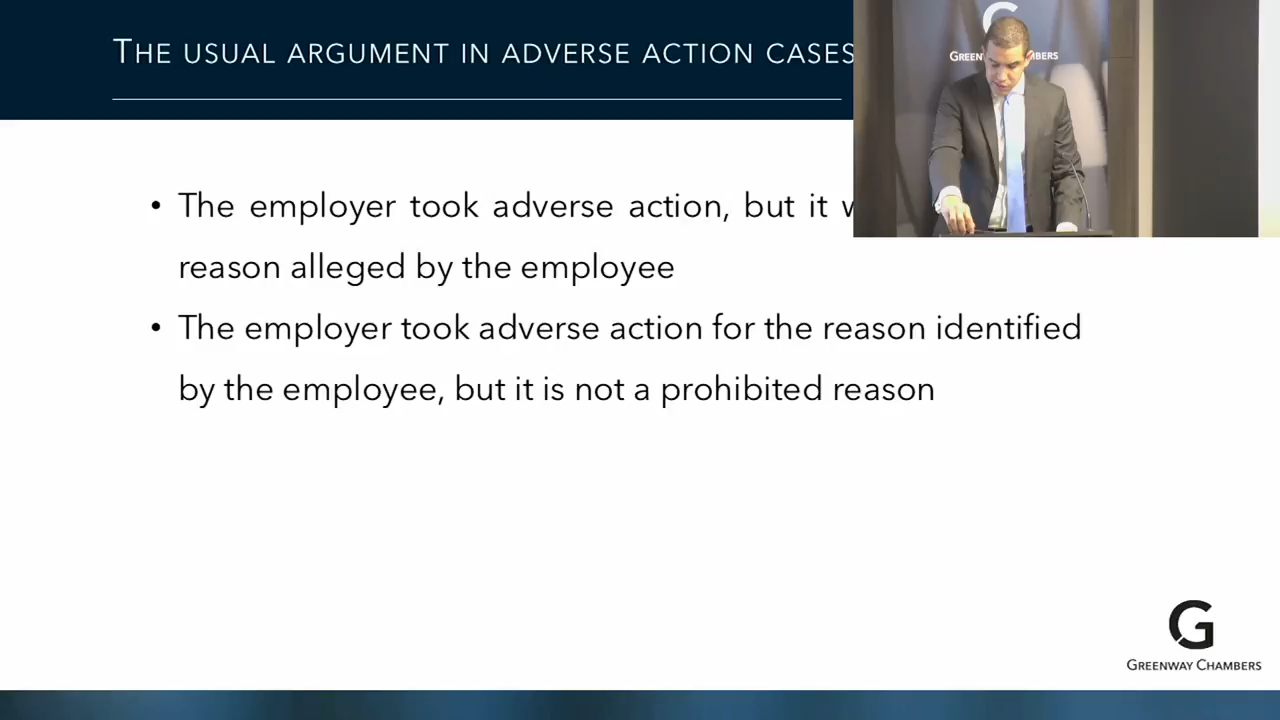 THE USUAL ARGUMENT IN ADVERSE ACTION CASES
GREENWAY CHAMBERS
• The employer took adverse action, but it
reason alleged by the employee
• The employer took adverse action for the reason identified
by the employee, but it is not a prohibited reason
G
GREENWAY CHAMBERS